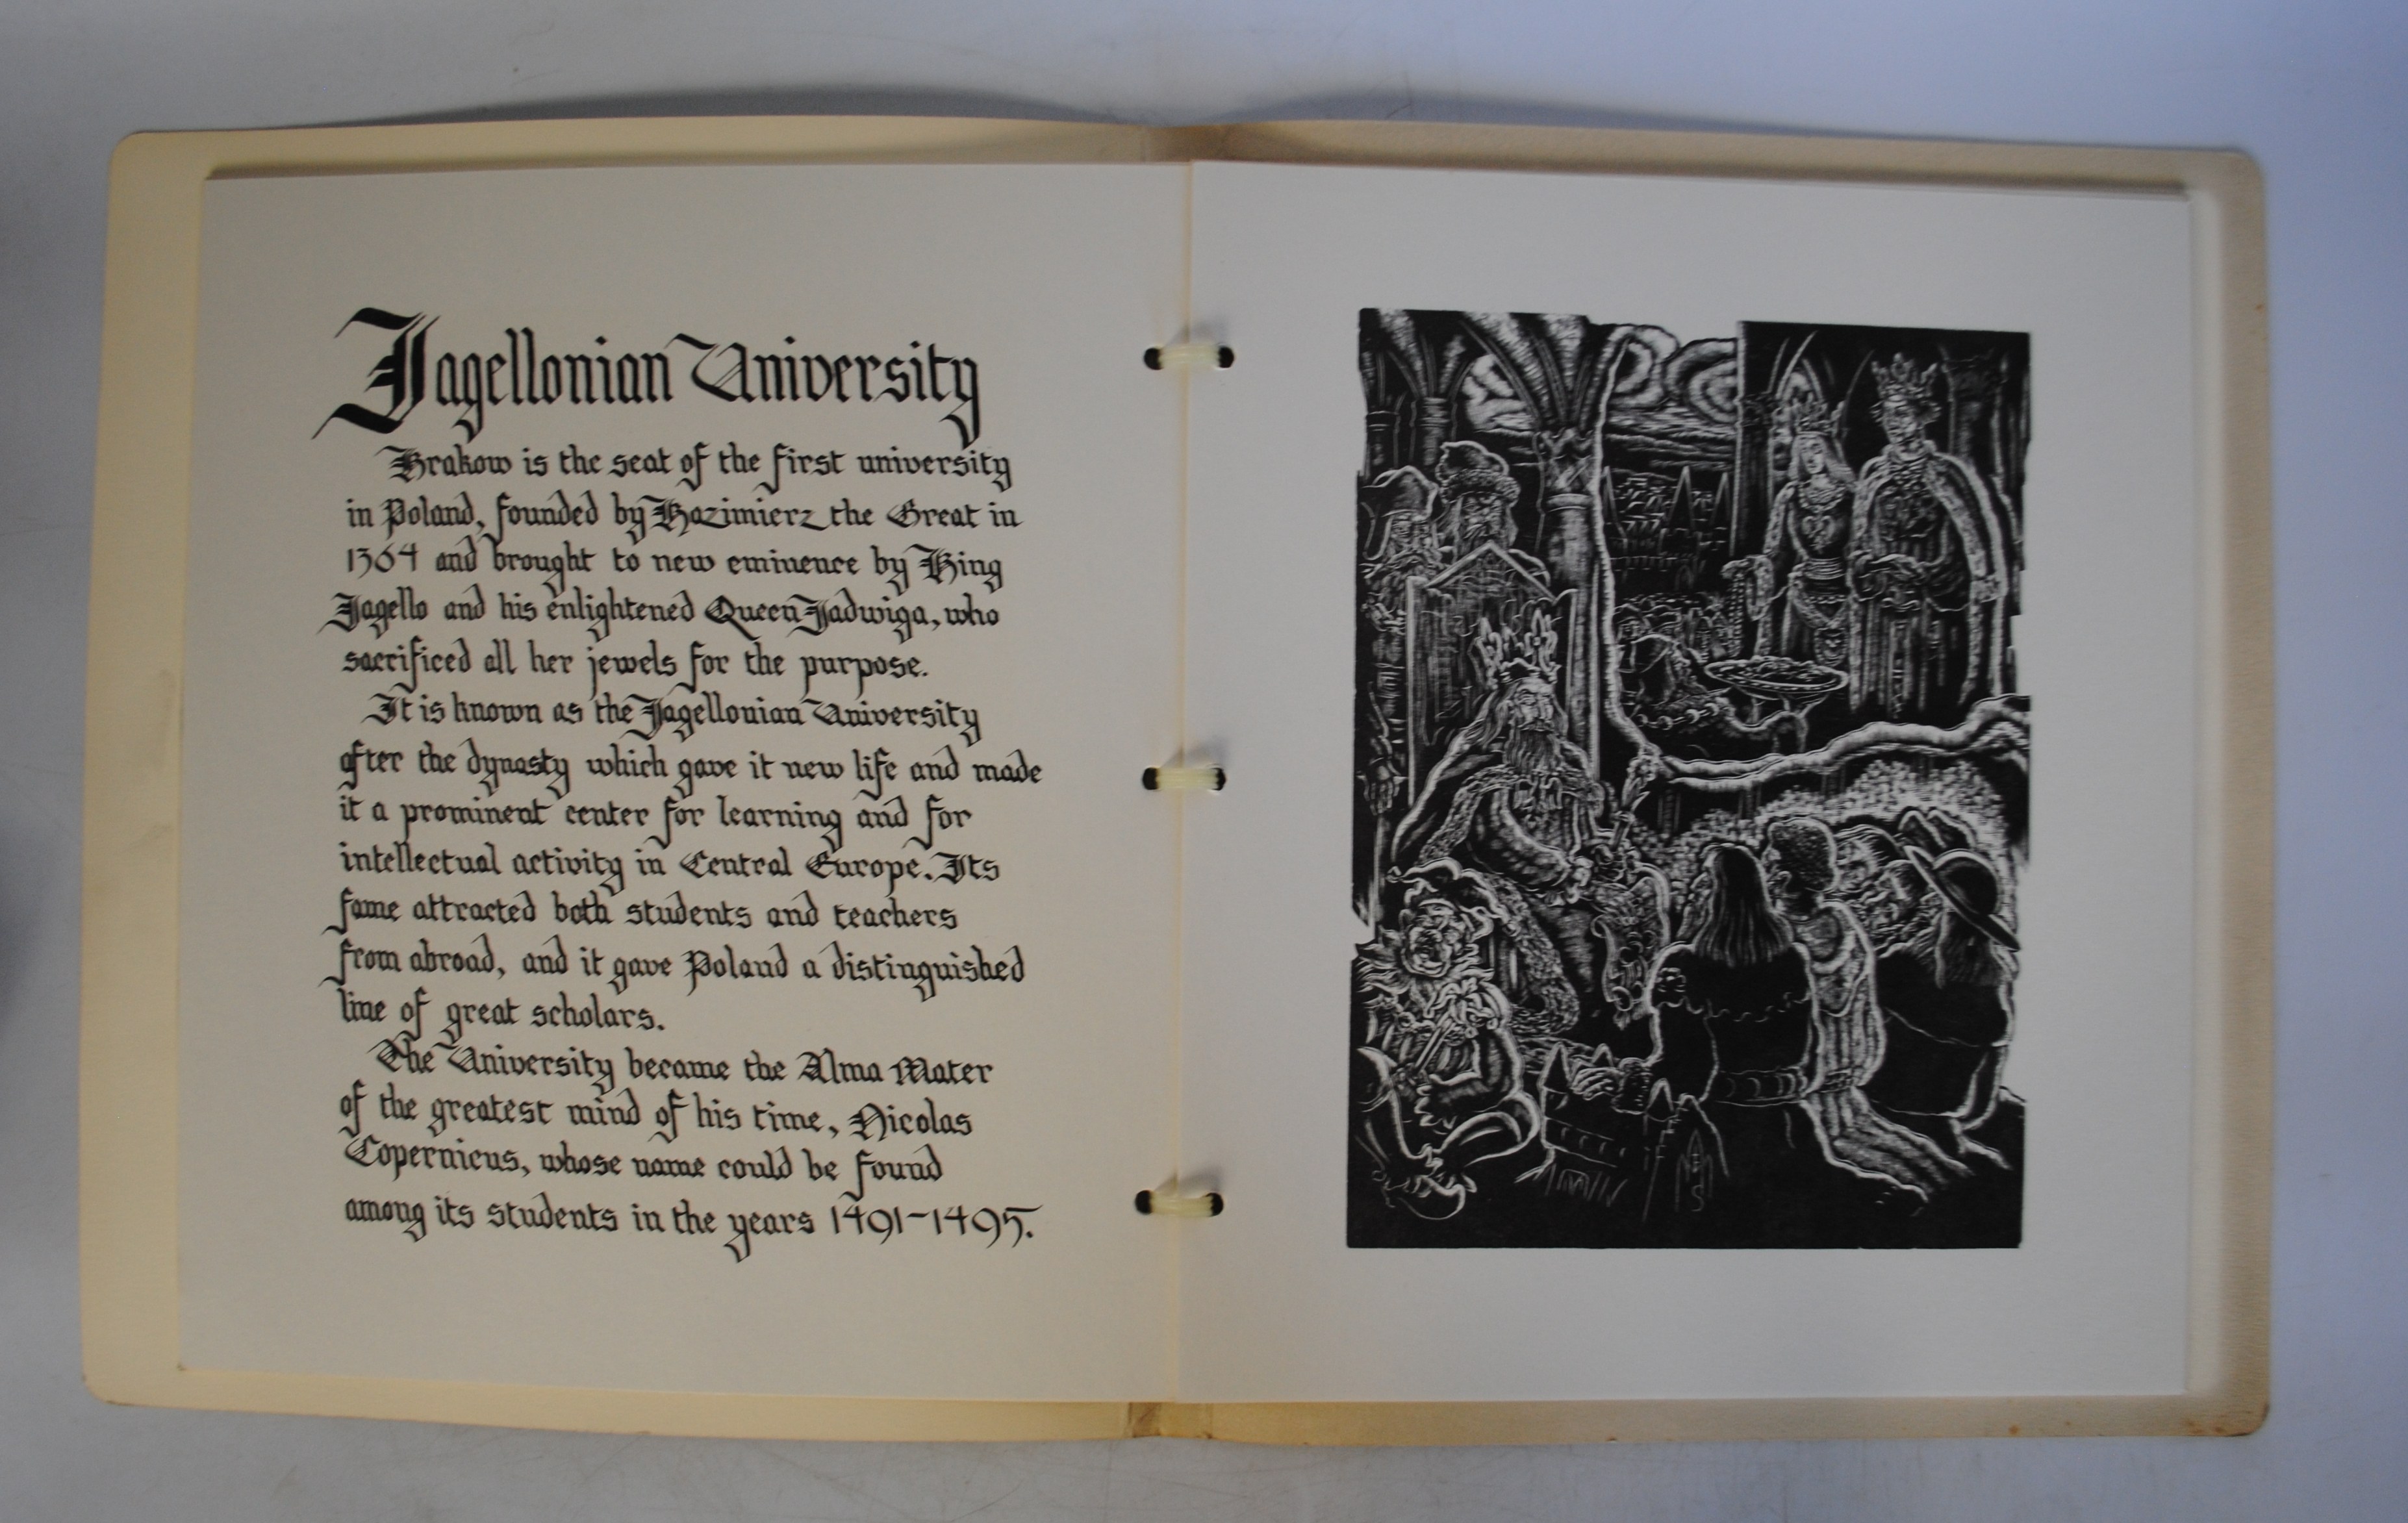 Jagellonian University
Krakow is the seat of the first university
in Poland, founded by Kazimierz the Great in
1364 and brought to new eminence by King
Jagello and his enlightened Queen Jadwiga, who
sacrificed all her jewels for the purpose.
It is known as the Jagellonian University
after the dynasty which gave it new life and made
it a prominent center for learning and for
intellectual activity in Central Europe. Its
fame attracted both students and teachers
from abroad, and it gave Poland a distinguished
line of great scholars.
The University became the Alma Mater
of the greatest mind of his time, Nicolas
Copernicus, whose name could be found
among its students in the years 1491-1495.